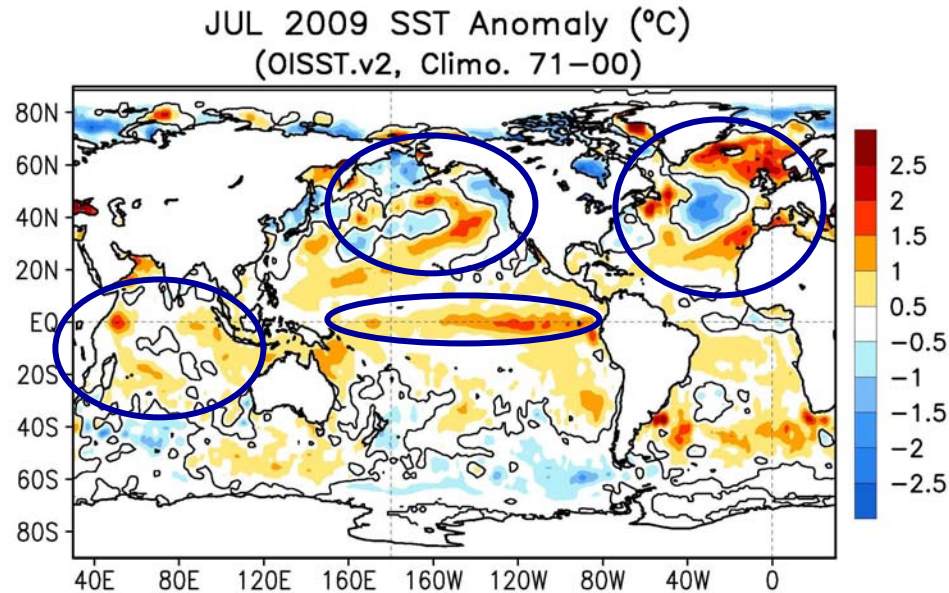 JUL 2009 SST Anomaly (ºC)
(OISST.v2, Climo. 71−00)
80N
60N
40N
20N
EQ
20S
40S
60S
80S
40E 80E 120E 160E 160W 120W 80W 40W 0
2.5
2
1.5
1
0.5
−0.5
−1
−1.5
−2
−2.5